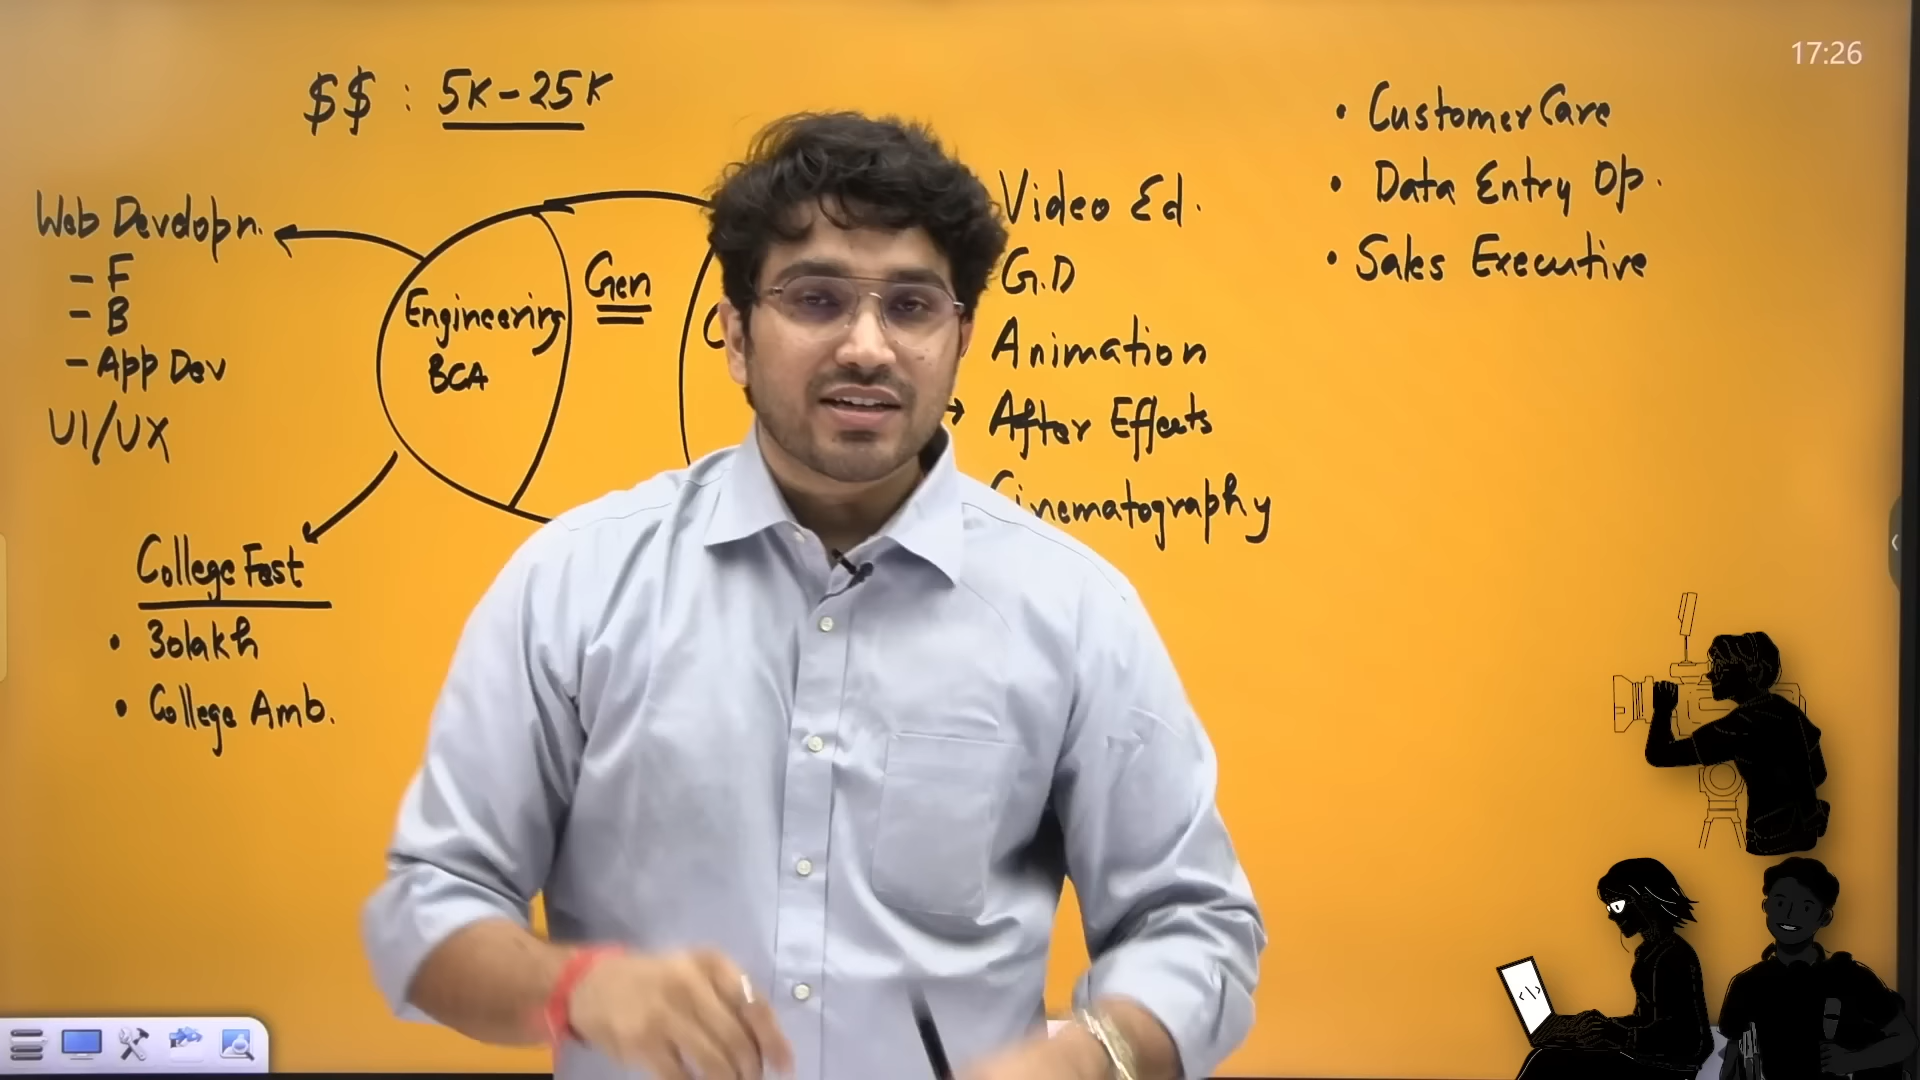 17:26
$$ : 5K-25K
Web Devdopn.
- F
- B
- App Dev
UI/UX
Engineering
BCA
Gen
College Fest
• 30lakh
• College Amb.
Video Ed.
G.D
Animation
After Effects
Cinematography
• Customer Care
• Data Entry Op.
• Sales Executive